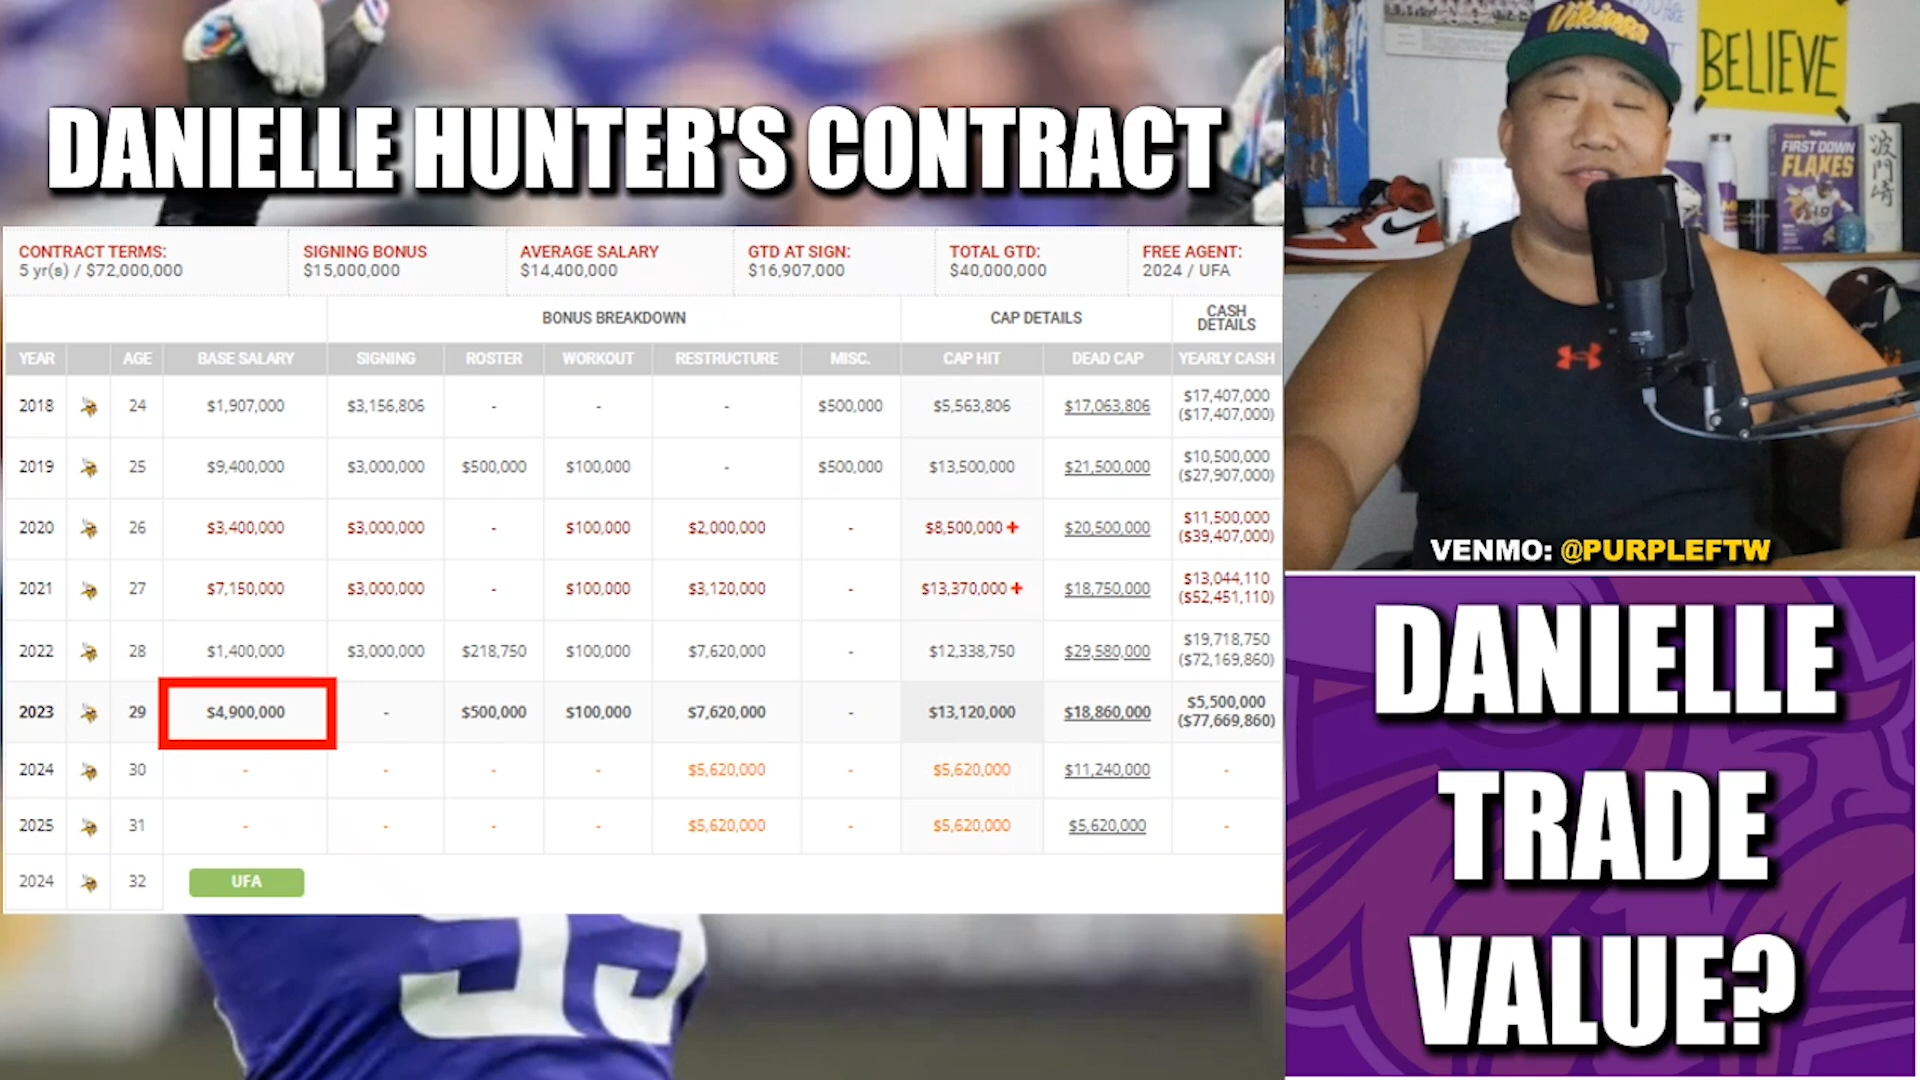 DANIELLE HUNTER'S CONTRACT
CONTRACT TERMS: SIGNING BONUS AVERAGE SALARY GTD AT SIGN: TOTAL GTD: FREE AGENT:
5 yr(s) / $72,000,000 $15,000,000 $14,400,000 $16,907,000 $40,000,000 2024 / UFA
BONUS BREAKDOWN CAP DETAILS CASH DETAILS
YEAR AGE BASE SALARY SIGNING ROSTER WORKOUT RESTRUCTURE MISC. CAP HIT DEAD CAP YEARLY CASH
2018 24 $1,907,000 $3,156,806 - - - $500,000 $5,563,806 $17,063,806 $17,407,000 ($17,407,000)
2019 25 $9,400,000 $3,000,000 $500,000 $100,000 - $500,000 $13,500,000 $21,500,000 $10,500,000 ($27,907,000)
2020 26 $3,400,000 $3,000,000 - $100,000 $2,000,000 - $8,500,000 + $20,500,000 $11,500,000 ($39,407,000)
2021 27 $7,150,000 $3,000,000 - $100,000 $3,120,000 - $13,370,000 + $18,750,000 $13,044,110 ($52,451,110)
2022 28 $1,400,000 $3,000,000 $218,750 $100,000 $7,620,000 - $12,338,750 $29,580,000 $19,718,750 ($72,169,860)
2023 29 $4,900,000 - $500,000 $100,000 $7,620,000 - $13,120,000 $18,860,000 $5,500,000 ($77,669,860)
2024 30 - - - - $5,620,000 - $5,620,000 $11,240,000 -
2025 31 - - - - $5,620,000 - $5,620,000 $5,620,000 -
2024 32 UFA
Vikings
BELIEVE
FIRST DOWN
FLAKES
波門崎
VENMO: @PURPLEFTW
DANIELLE
TRADE
VALUE?